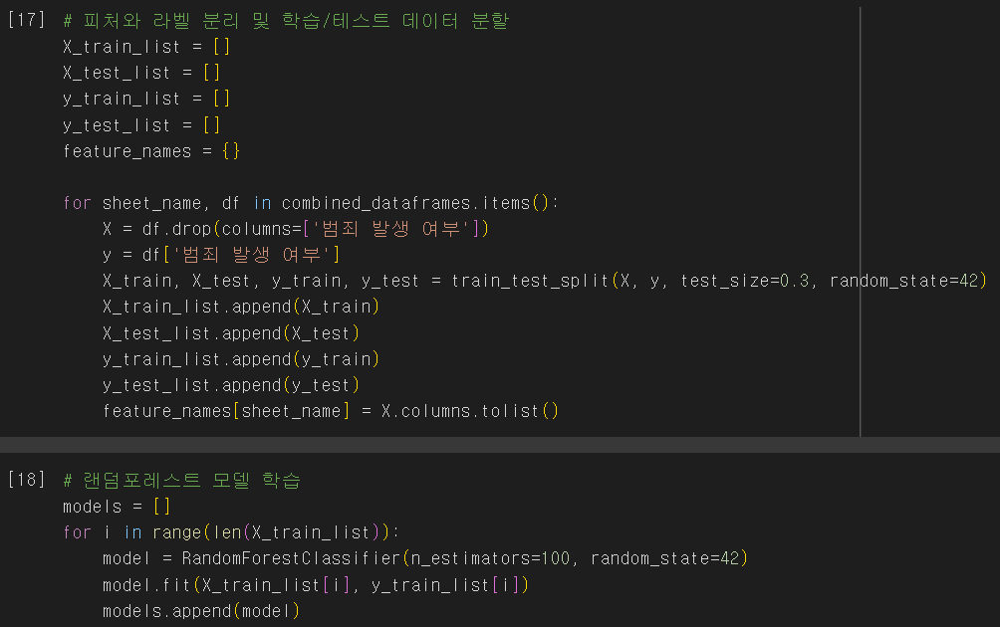 [17] # 피처와 라벨 분리 및 학습/테스트 데이터 분할
X_train_list = []
X_test_list = []
y_train_list = []
y_test_list = []
feature_names = {}
for sheet_name, df in combined_dataframes.items():
X = df.drop(columns=['범죄 발생 여부'])
y = df['범죄 발생 여부']
X_train, X_test, y_train, y_test = train_test_split(X, y, test_size=0.3, random_state=42)
X_train_list.append(X_train)
X_test_list.append(X_test)
y_train_list.append(y_train)
y_test_list.append(y_test)
feature_names[sheet_name] = X.columns.tolist()
[18] # 랜덤포레스트 모델 학습
models = []
for i in range(len(X_train_list)):
model = RandomForestClassifier(n_estimators=100, random_state=42)
model.fit(X_train_list[i], y_train_list[i])
models.append(model)